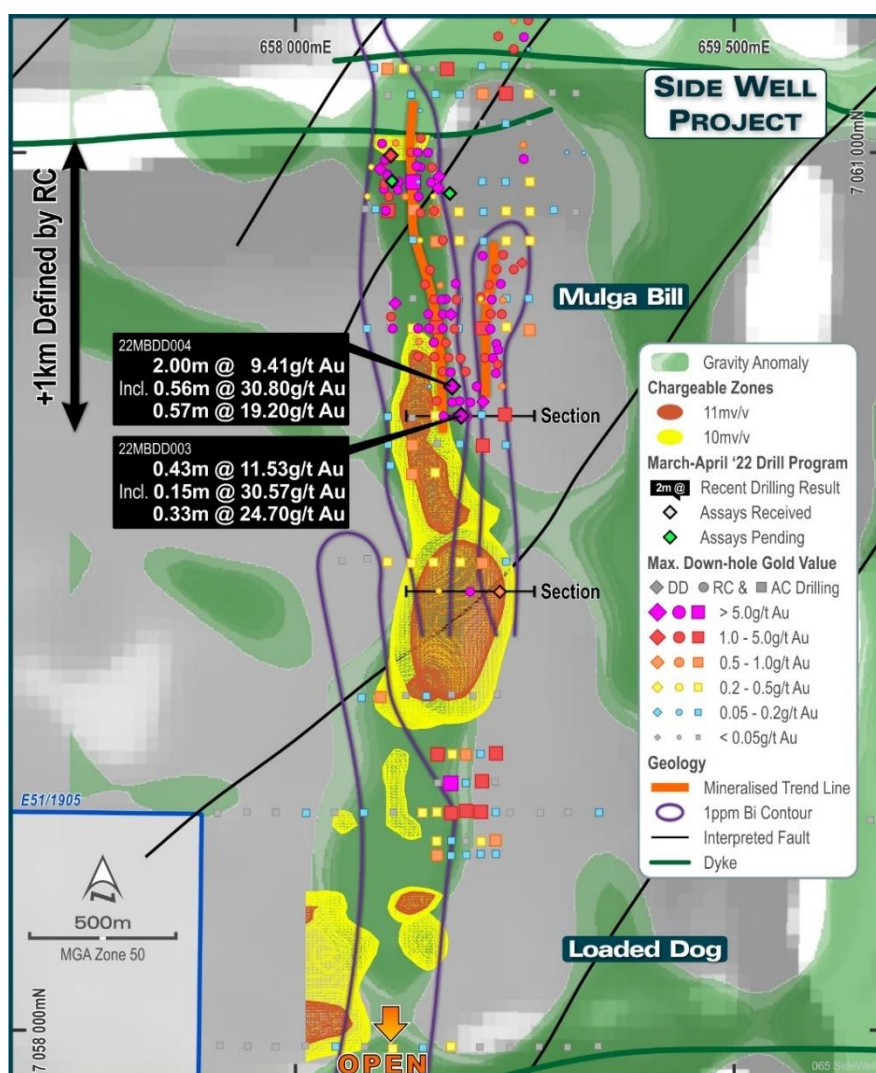 658 000mE
659 500mE
SIDE WELL
PROJECT
7 061 000mN
+1km Defined by RC
Mulga Bill
22MBDD004
2.00m @ 9.41g/t Au
Incl. 0.56m @ 30.80g/t Au
0.57m @ 19.20g/t Au
Section
22MBDD003
0.43m @ 11.53g/t Au
Incl. 0.15m @ 30.57g/t Au
0.33m @ 24.70g/t Au
Section
Gravity Anomaly
Chargeable Zones
11mv/v
10mv/v
March-April '22 Drill Program
2m @ Recent Drilling Result
Assays Received
Assays Pending
Max. Down-hole Gold Value
DD RC & AC Drilling
> 5.0g/t Au
1.0 - 5.0g/t Au
0.5 - 1.0g/t Au
0.2 - 0.5g/t Au
0.05 - 0.2g/t Au
< 0.05g/t Au
Geology
Mineralised Trend Line
1ppm Bi Contour
Interpreted Fault
Dyke
E51/1905
N
500m
MGA Zone 50
Loaded Dog
7 058 000mN
OPEN
065 SideWell